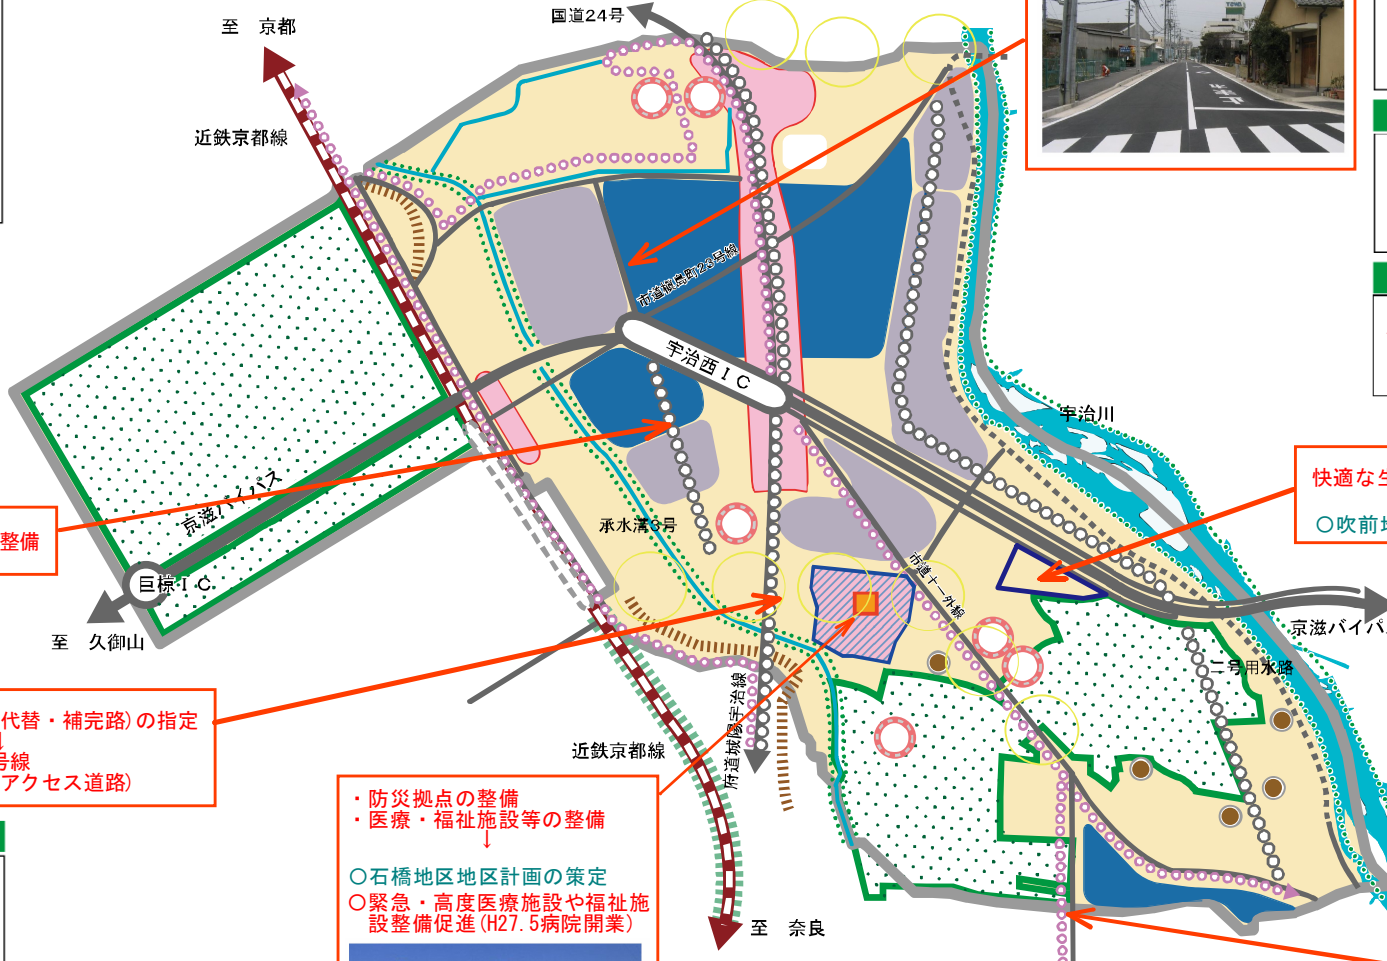 国道24号
至　京都
近鉄京都線
市道槇島町123号線
宇治西ＩＣ
宇治川
快適な生
○吹前地
京滋バイパス
承水溝3号
整備
巨椋ＩＣ
市道十一外線
至　久御山
京滋バイパ
二号用水路
代替・補完路)の指定
↓
号線
アクセス道路)
府道城陽宇治線
近鉄京都線
・防災拠点の整備
・医療・福祉施設等の整備
↓
○石橋地区地区計画の策定
○緊急・高度医療施設や福祉施
設整備促進(H27.5病院開業)
至　奈良